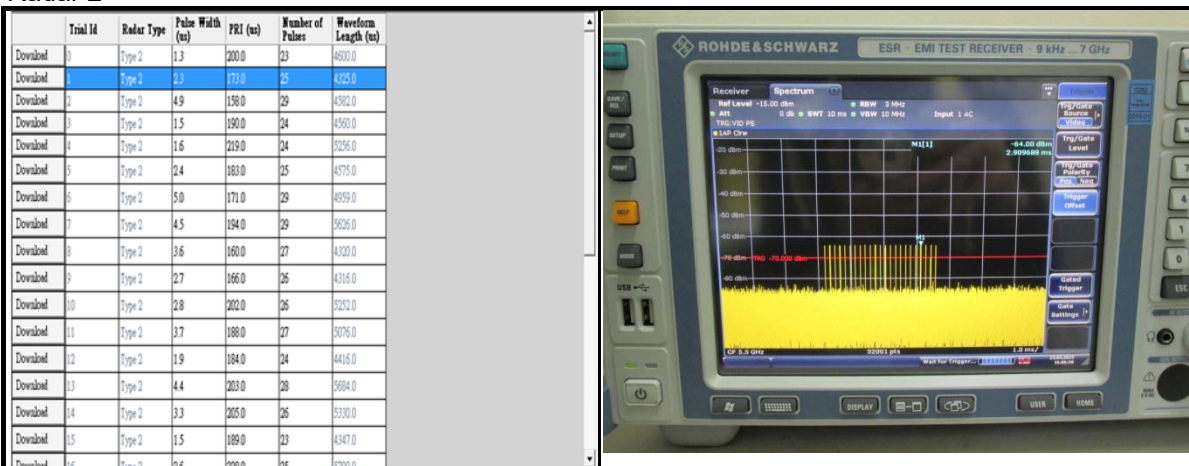 Trial Id Radar Type Pulse Width (us) PRI (us) Number of Pulses Waveform Length (us)
Download 0 Type 2 1.3 200.0 23 4600.0
Download 1 Type 2 2.3 173.0 25 4325.0
Download 2 Type 2 4.9 158.0 29 4582.0
Download 3 Type 2 1.5 190.0 24 4560.0
Download 4 Type 2 1.6 219.0 24 5256.0
Download 5 Type 2 2.4 183.0 25 4575.0
Download 6 Type 2 5.0 171.0 29 4959.0
Download 7 Type 2 4.5 194.0 29 5626.0
Download 8 Type 2 3.6 160.0 27 4320.0
Download 9 Type 2 2.7 166.0 26 4316.0
Download 10 Type 2 2.8 202.0 26 5252.0
Download 11 Type 2 3.7 188.0 27 5076.0
Download 12 Type 2 1.9 184.0 24 4416.0
Download 13 Type 2 4.4 203.0 28 5684.0
Download 14 Type 2 3.3 205.0 26 5330.0
Download 15 Type 2 1.5 189.0 23 4347.0
ROHDE&SCHWARZ ESR · EMI TEST RECEIVER · 9 kHz ... 7 GHz
Receiver Spectrum
Ref Level -15.00 dBm RBW 3 MHz
Att 0 dB SWT 10 ms VBW 10 MHz Input 1 AC
TRG:VID PS
1AP Clrw
M1[1] -64.00 dBm
2.909688 ms
-20 dBm
-30 dBm
-40 dBm
-50 dBm
-60 dBm
M1
-70 dBm TRG -70.000 dBm
-80 dBm
CF 5.5 GHz 32001 pts 1.0 ms/
Wait for Trigger...
Trigger
Trg/Gate Source
Video
Trg/Gate Level
Trg/Gate Polarity
Pos Neg
Trigger Offset
Gated Trigger
Gate Settings
SETUP
PRINT
HELP
MODE
USB
DISPLAY
USER
HOME
7
4
1
0
ESC